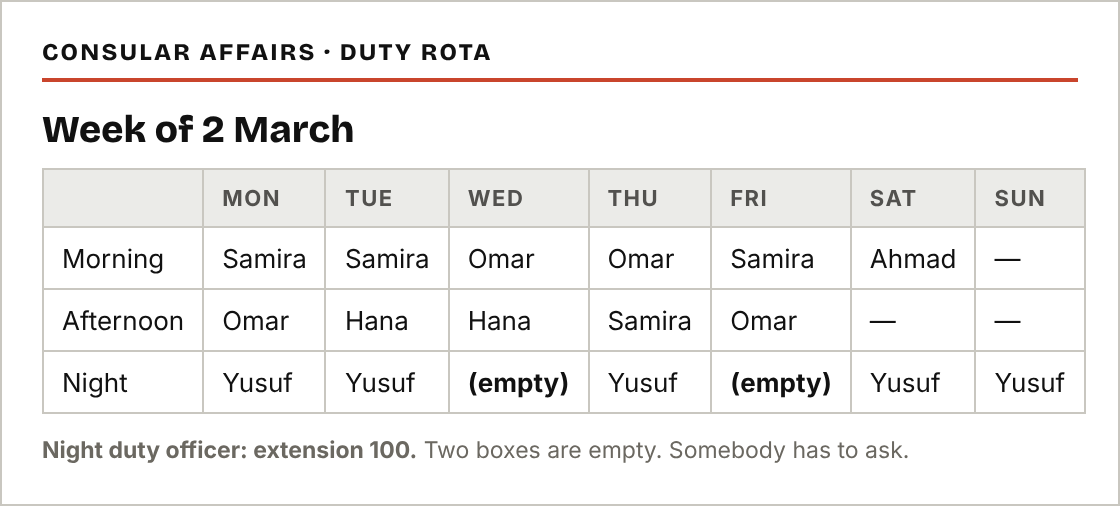 CONSULAR AFFAIRS · DUTY ROTA
Week of 2 March
MON TUE WED THU FRI SAT SUN
Morning Samira Samira Omar Omar Samira Ahmad —
Afternoon Omar Hana Hana Samira Omar — —
Night Yusuf Yusuf (empty) Yusuf (empty) Yusuf Yusuf
Night duty officer: extension 100. Two boxes are empty. Somebody has to ask.